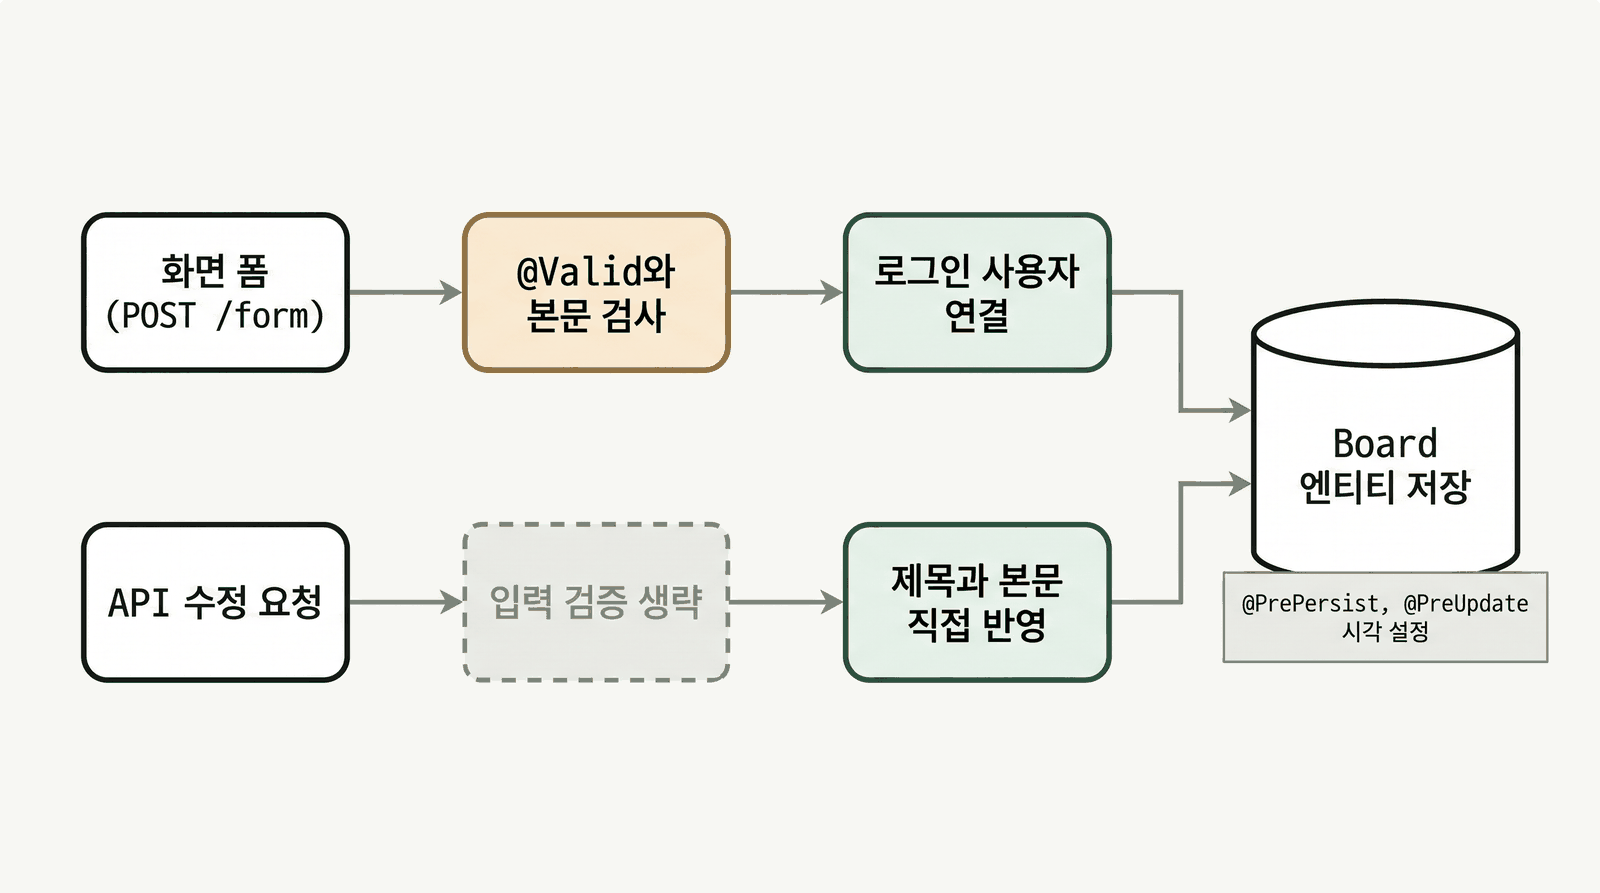 화면 폼
(POST /form)
@Valid와
본문 검사
로그인 사용자
연결
Board
엔티티 저장
API 수정 요청
입력 검증 생략
제목과 본문
직접 반영
@PrePersist, @PreUpdate
시각 설정